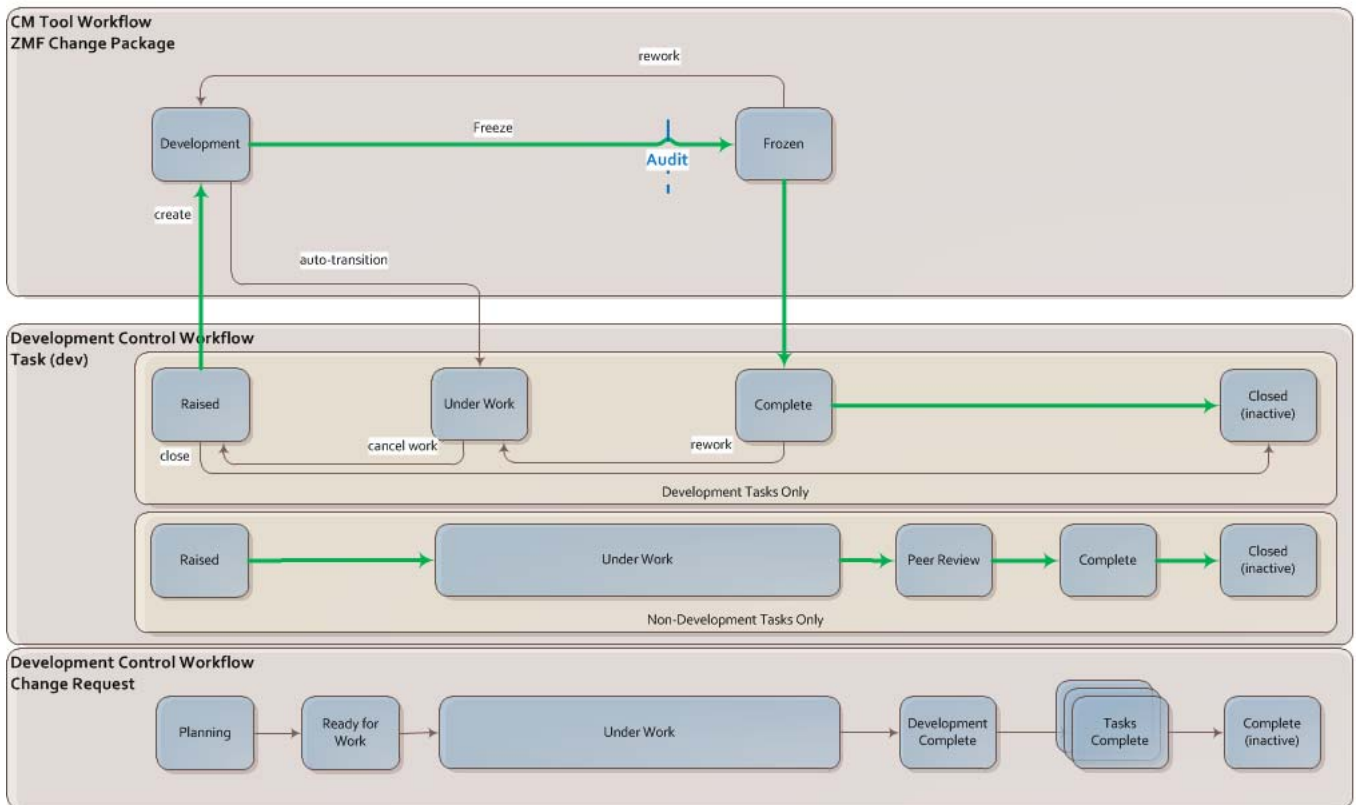 CM Tool Workflow
ZMF Change Package
rework
Development
Freeze
Audit
Frozen
create
auto-transition
Development Control Workflow
Task (dev)
Raised
Under Work
Complete
Closed
(inactive)
close
cancel work
rework
Development Tasks Only
Raised
Under Work
Peer Review
Complete
Closed
(inactive)
Non-Development Tasks Only
Development Control Workflow
Change Request
Planning
Ready for
Work
Under Work
Development
Complete
Tasks
Complete
Complete
(inactive)